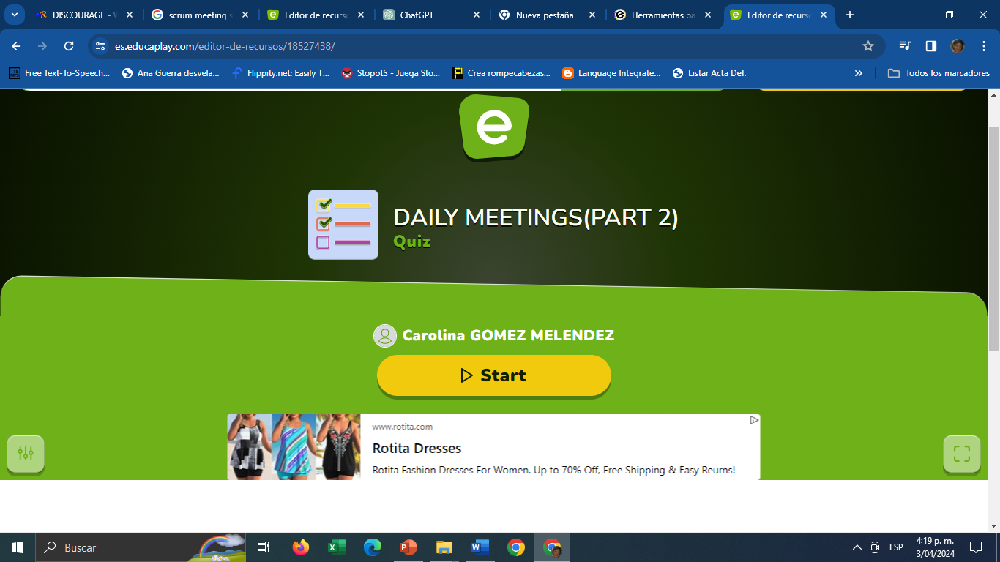 DISCOURAGE - W
scrum meeting s
Editor de recurso
ChatGPT
Nueva pestaña
Herramientas pa
Editor de recurso
es.educaplay.com/editor-de-recursos/18527438/
Free Text-To-Speech...
Ana Guerra desvela...
Flippity.net: Easily T...
StopotS - Juega Sto...
Crea rompecabezas...
Language Integrate...
Listar Acta Def.
Todos los marcadores
e
DAILY MEETINGS(PART 2)
Quiz
Carolina GOMEZ MELENDEZ
Start
www.rotita.com
Rotita Dresses
Rotita Fashion Dresses For Women. Up to 70% Off, Free Shipping & Easy Reurns!
Buscar
ESP
4:19 p. m.
3/04/2024